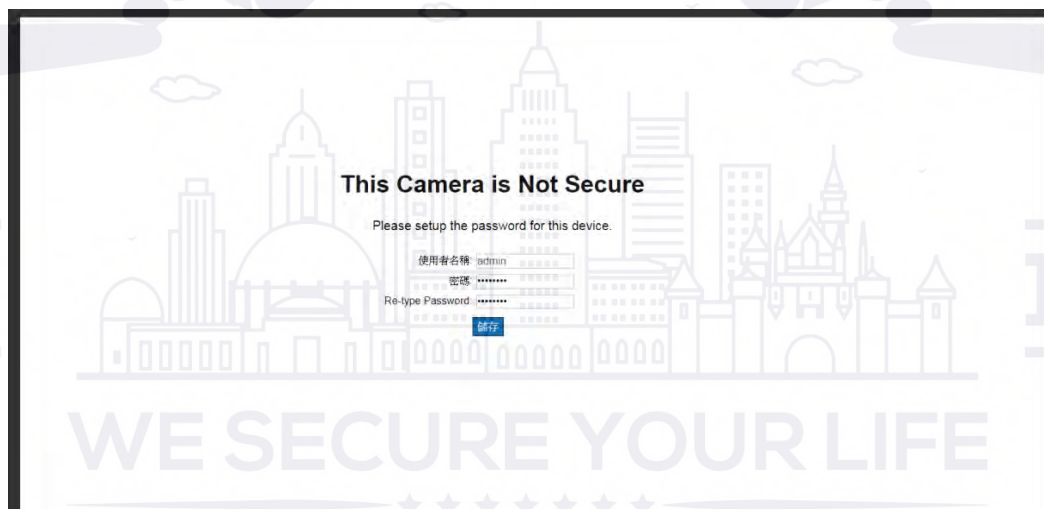 This Camera is Not Secure
Please setup the password for this device.
使用者名稱 admin
密碼 ••••••••
Re-type Password ••••••••
儲存
WE SECURE YOUR LIFE